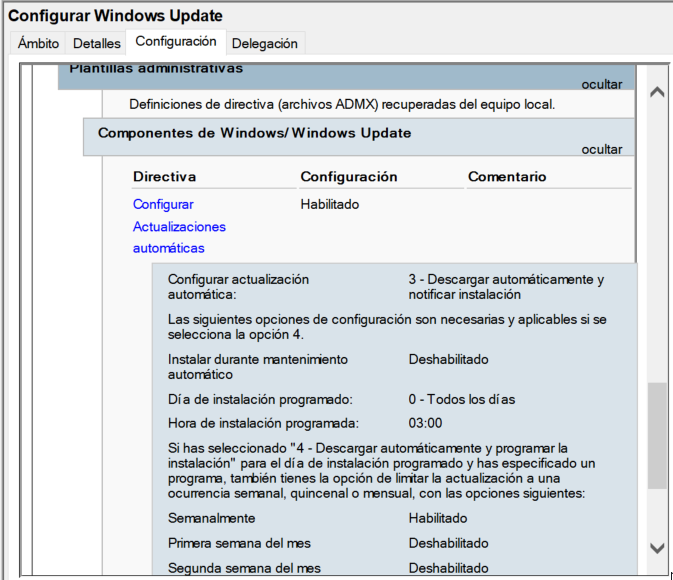 Configurar Windows Update
Ámbito Detalles Configuración Delegación
Plantillas administrativas
ocultar
Definiciones de directiva (archivos ADMX) recuperadas del equipo local.
Componentes de Windows/Windows Update
ocultar
Directiva Configuración Comentario
Configurar Habilitado
Actualizaciones
automáticas
Configurar actualización 3 - Descargar automáticamente y
automática: notificar instalación
Las siguientes opciones de configuración son necesarias y aplicables si se
selecciona la opción 4.
Instalar durante mantenimiento Deshabilitado
automático
Día de instalación programado: 0 - Todos los días
Hora de instalación programada: 03:00
Si has seleccionado "4 - Descargar automáticamente y programar la
instalación" para el día de instalación programado y has especificado un
programa, también tienes la opción de limitar la actualización a una
ocurrencia semanal, quincenal o mensual, con las opciones siguientes:
Semanalmente Habilitado
Primera semana del mes Deshabilitado
Segunda semana del mes Deshabilitado